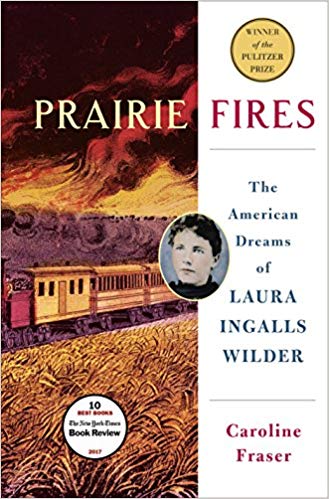 WINNER
of the
PULITZER
PRIZE
PRAIRIE FIRES
The
American
Dreams
of
LAURA
INGALLS
WILDER
10
BEST BOOKS
The New York Times
Book Review
2017
Caroline
Fraser